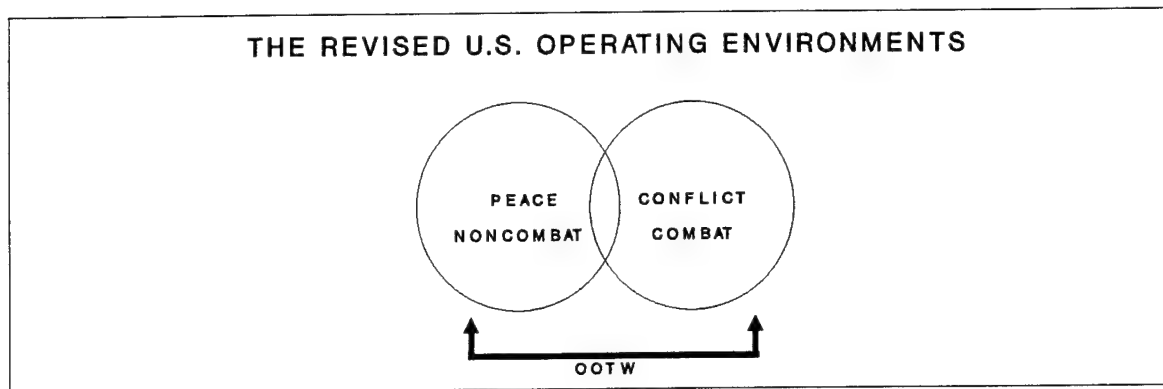 THE REVISED U.S. OPERATING ENVIRONMENTS
PEACE
NONCOMBAT
CONFLICT
COMBAT
OOTW